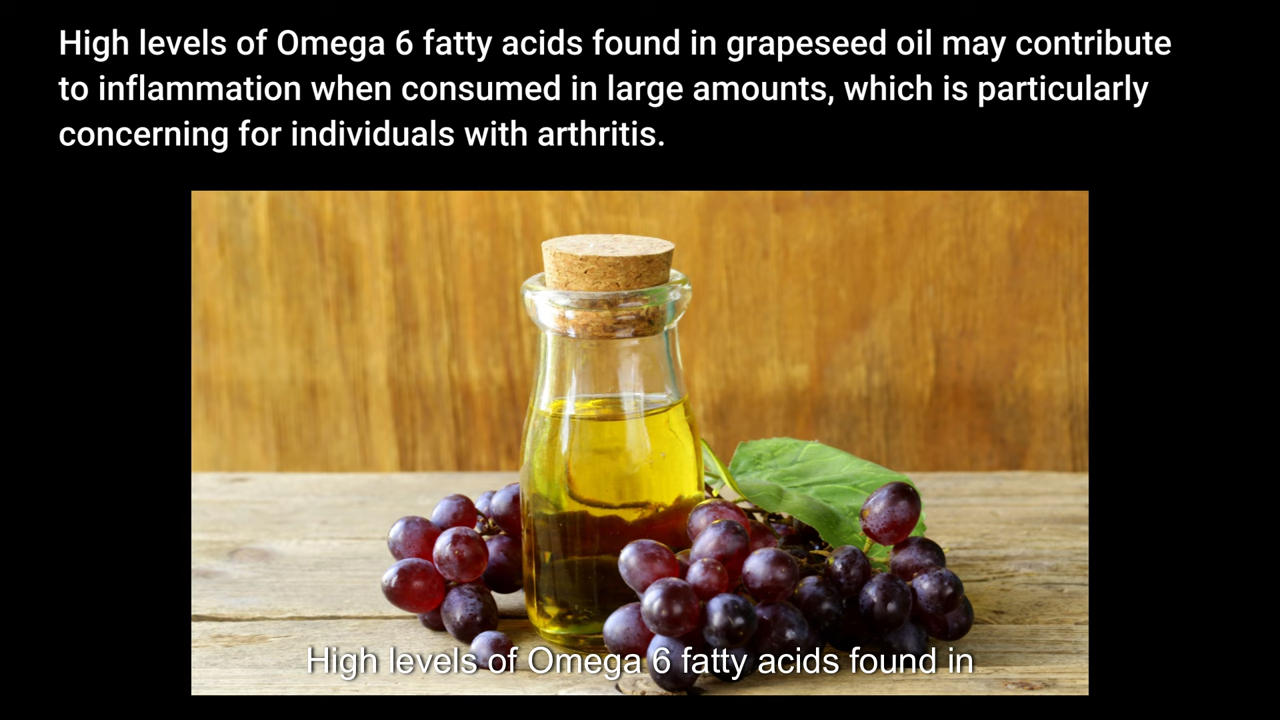 High levels of Omega 6 fatty acids found in grapeseed oil may contribute
to inflammation when consumed in large amounts, which is particularly
concerning for individuals with arthritis.
High levels of Omega 6 fatty acids found in